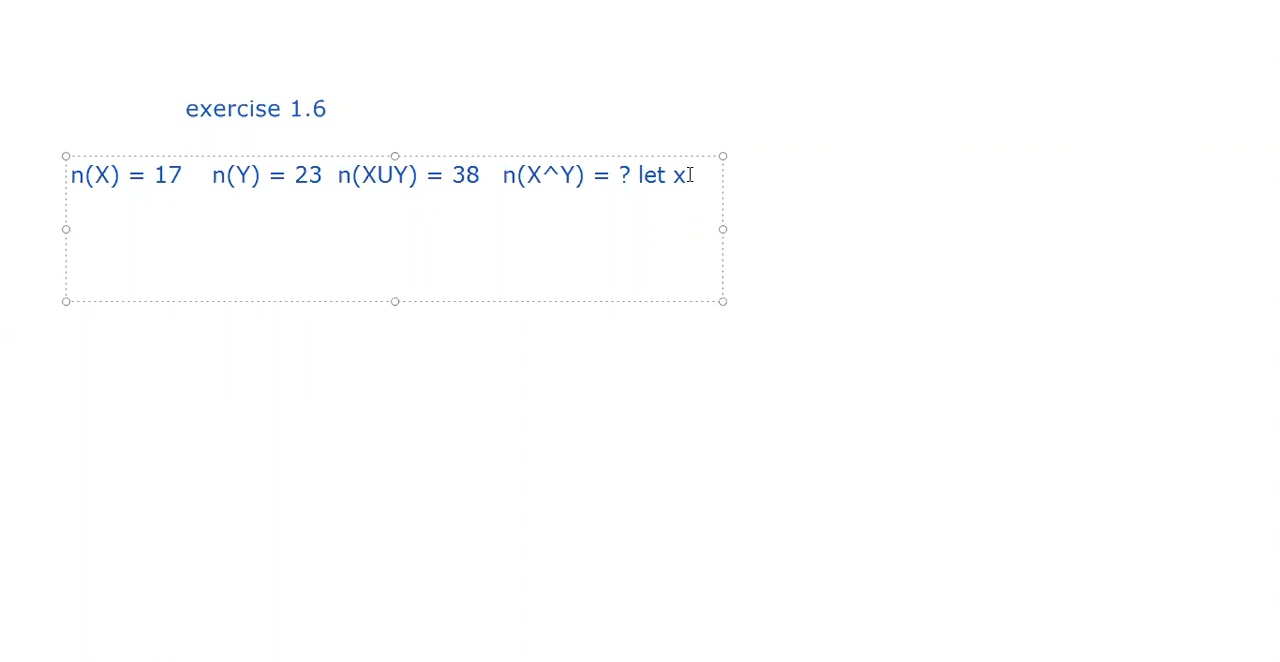 exercise 1.6
n(X) = 17 n(Y) = 23 n(XUY) = 38 n(X^Y) = ? let x